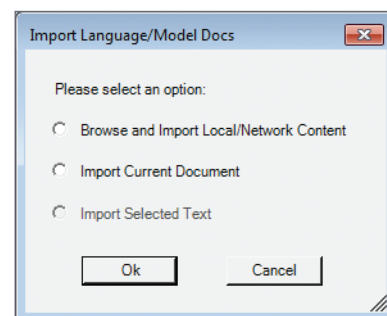 Import Language/Model Docs
Please select an option:
Browse and Import Local/Network Content
Import Current Document
Import Selected Text
Ok
Cancel